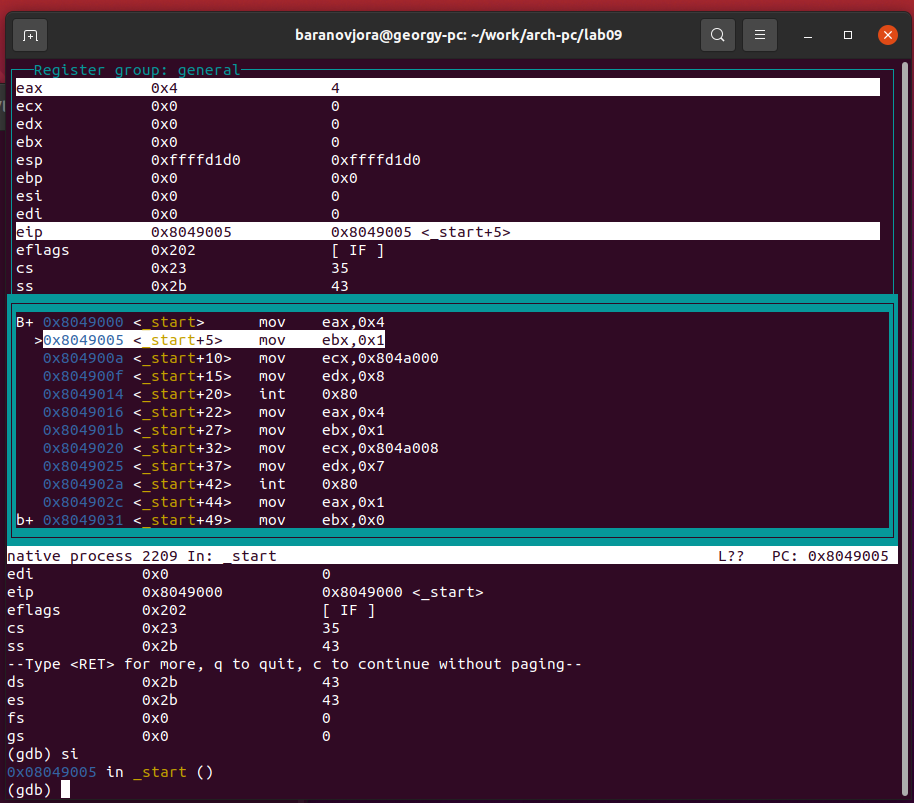 baranovjora@georgy-pc: ~/work/arch-pc/lab09
Register group: general
eax 0x4 4
ecx 0x0 0
edx 0x0 0
ebx 0x0 0
esp 0xffffd1d0 0xffffd1d0
ebp 0x0 0x0
esi 0x0 0
edi 0x0 0
eip 0x8049005 0x8049005 <_start+5>
eflags 0x202 [ IF ]
cs 0x23 35
ss 0x2b 43
B+ 0x8049000 <_start> mov eax,0x4
>0x8049005 <_start+5> mov ebx,0x1
0x804900a <_start+10> mov ecx,0x804a000
0x804900f <_start+15> mov edx,0x8
0x8049014 <_start+20> int 0x80
0x8049016 <_start+22> mov eax,0x4
0x804901b <_start+27> mov ebx,0x1
0x8049020 <_start+32> mov ecx,0x804a008
0x8049025 <_start+37> mov edx,0x7
0x804902a <_start+42> int 0x80
0x804902c <_start+44> mov eax,0x1
b+ 0x8049031 <_start+49> mov ebx,0x0
native process 2209 In: _start L?? PC: 0x8049005
edi 0x0 0
eip 0x8049000 0x8049000 <_start>
eflags 0x202 [ IF ]
cs 0x23 35
ss 0x2b 43
--Type <RET> for more, q to quit, c to continue without paging--
ds 0x2b 43
es 0x2b 43
fs 0x0 0
gs 0x0 0
(gdb) si
0x08049005 in _start ()
(gdb)